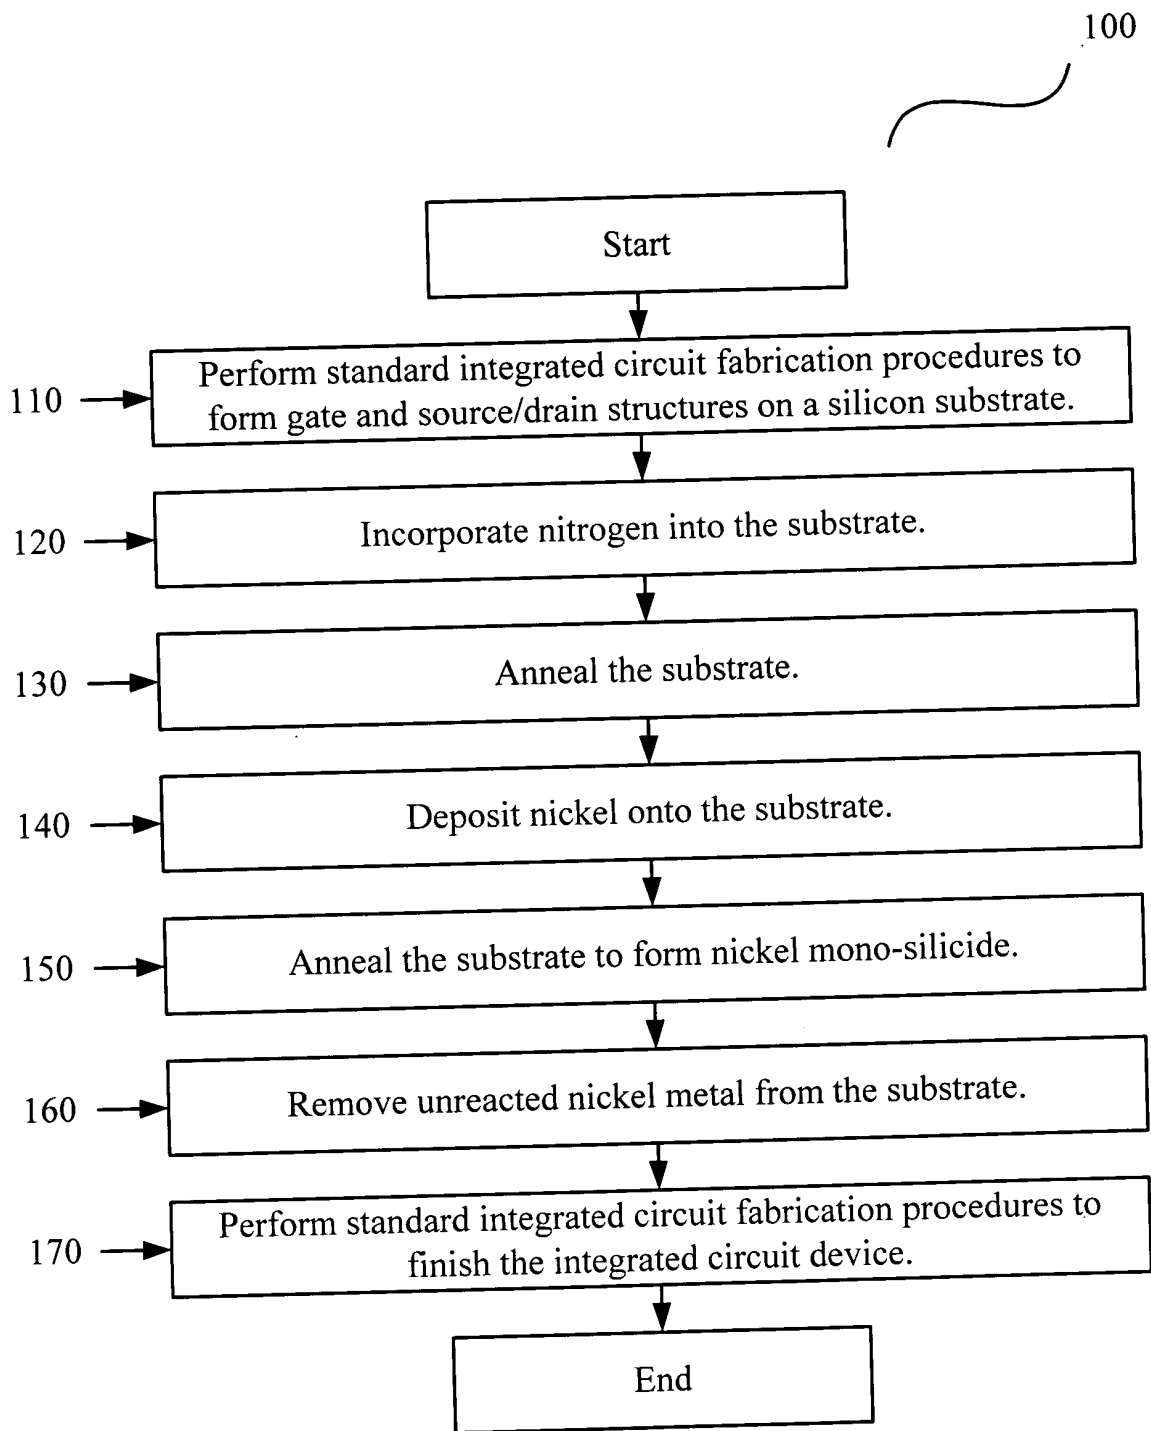 100
Start
110
Perform standard integrated circuit fabrication procedures to
form gate and source/drain structures on a silicon substrate.
120
Incorporate nitrogen into the substrate.
130
Anneal the substrate.
140
Deposit nickel onto the substrate.
150
Anneal the substrate to form nickel mono-silicide.
160
Remove unreacted nickel metal from the substrate.
170
Perform standard integrated circuit fabrication procedures to
finish the integrated circuit device.
End